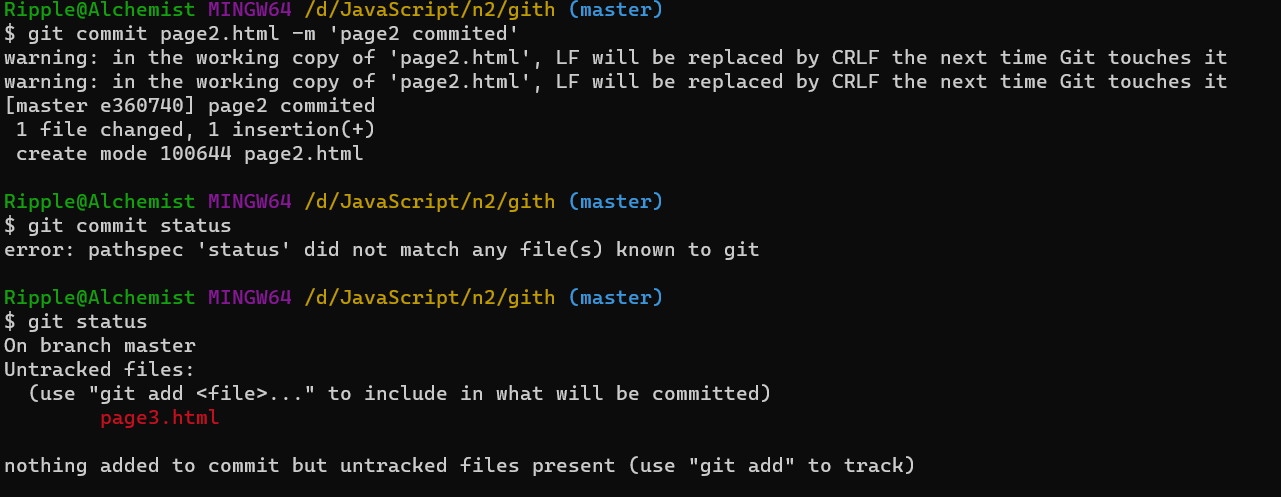 Ripple@Alchemist MINGW64 /d/JavaScript/n2/gith (master)
$ git commit page2.html -m 'page2 commited'
warning: in the working copy of 'page2.html', LF will be replaced by CRLF the next time Git touches it
warning: in the working copy of 'page2.html', LF will be replaced by CRLF the next time Git touches it
[master e360740] page2 commited
 1 file changed, 1 insertion(+)
 create mode 100644 page2.html

Ripple@Alchemist MINGW64 /d/JavaScript/n2/gith (master)
$ git commit status
error: pathspec 'status' did not match any file(s) known to git

Ripple@Alchemist MINGW64 /d/JavaScript/n2/gith (master)
$ git status
On branch master
Untracked files:
  (use "git add <file>..." to include in what will be committed)
        page3.html

nothing added to commit but untracked files present (use "git add" to track)